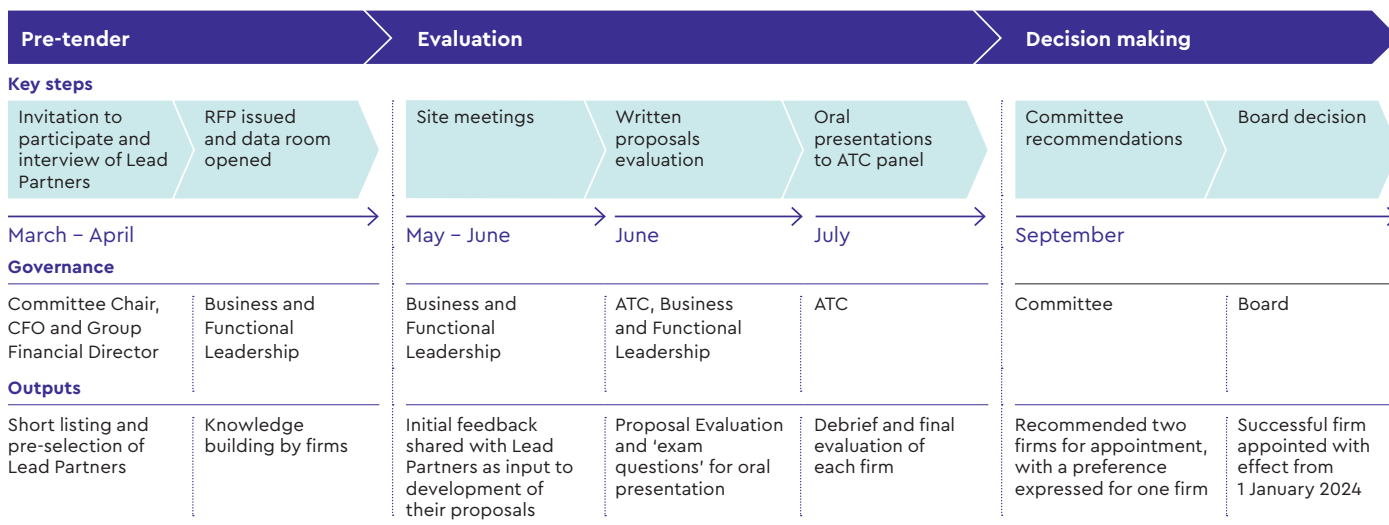 Pre-tender
Evaluation
Decision making
Key steps
Invitation to
participate and
interview of Lead
Partners
RFP issued
and data room
opened
Site meetings
Written
proposals
evaluation
Oral
presentations
to ATC panel
Committee
recommendations
Board decision
March – April
May – June
June
July
September
Governance
Committee Chair,
CFO and Group
Financial Director
Business and
Functional
Leadership
Business and
Functional
Leadership
ATC, Business
and Functional
Leadership
ATC
Committee
Board
Outputs
Short listing and
pre-selection of
Lead Partners
Knowledge
building by firms
Initial feedback
shared with Lead
Partners as input to
development of
their proposals
Proposal Evaluation
and ‘exam
questions’ for oral
presentation
Debrief and final
evaluation of
each firm
Recommended two
firms for appointment,
with a preference
expressed for one firm
Successful firm
appointed with
effect from
1 January 2024